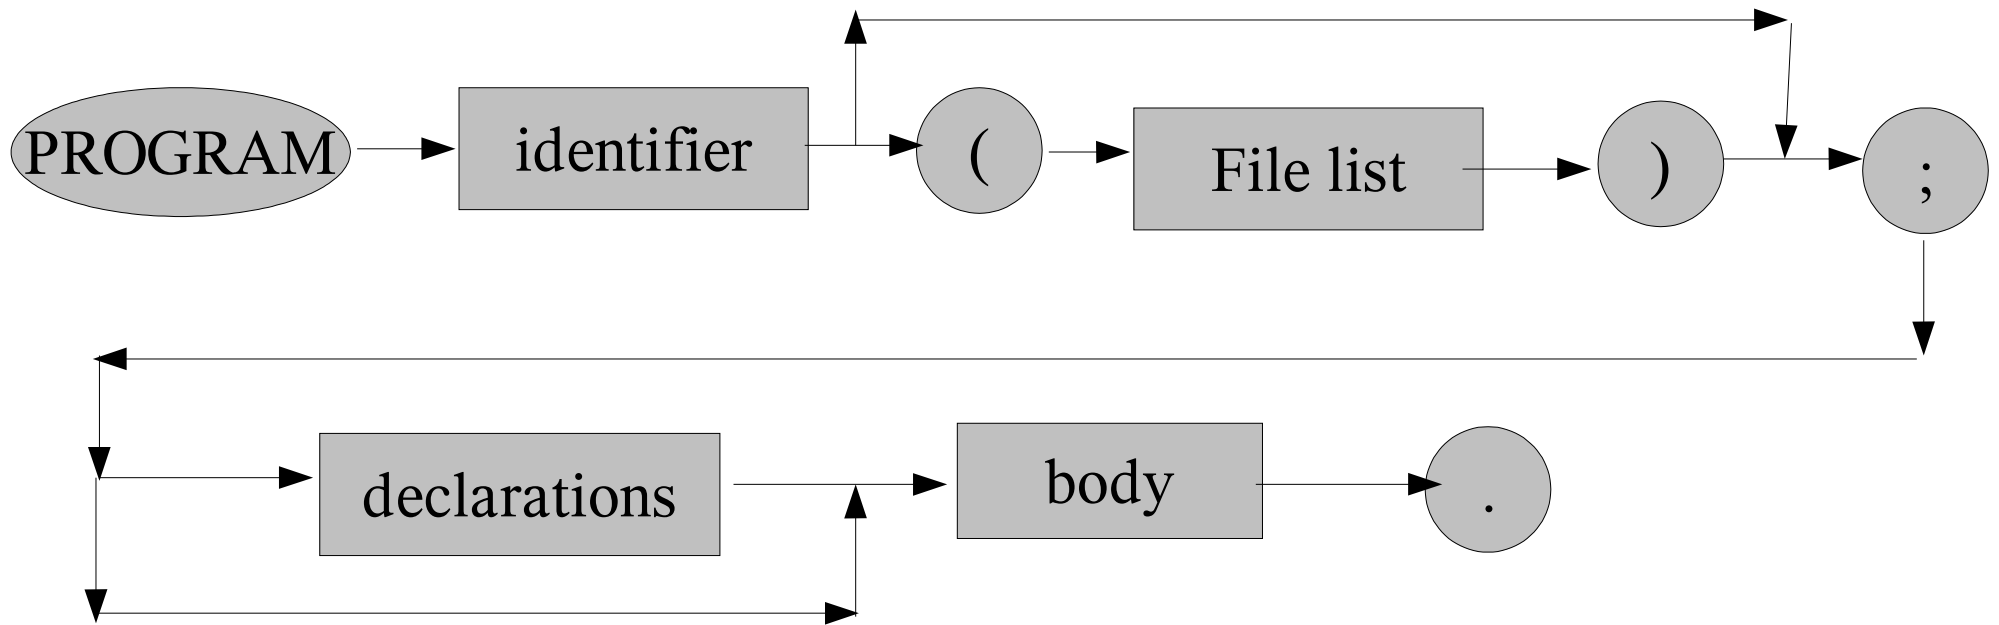 PROGRAM identifier ( File list ) ;
declarations body .